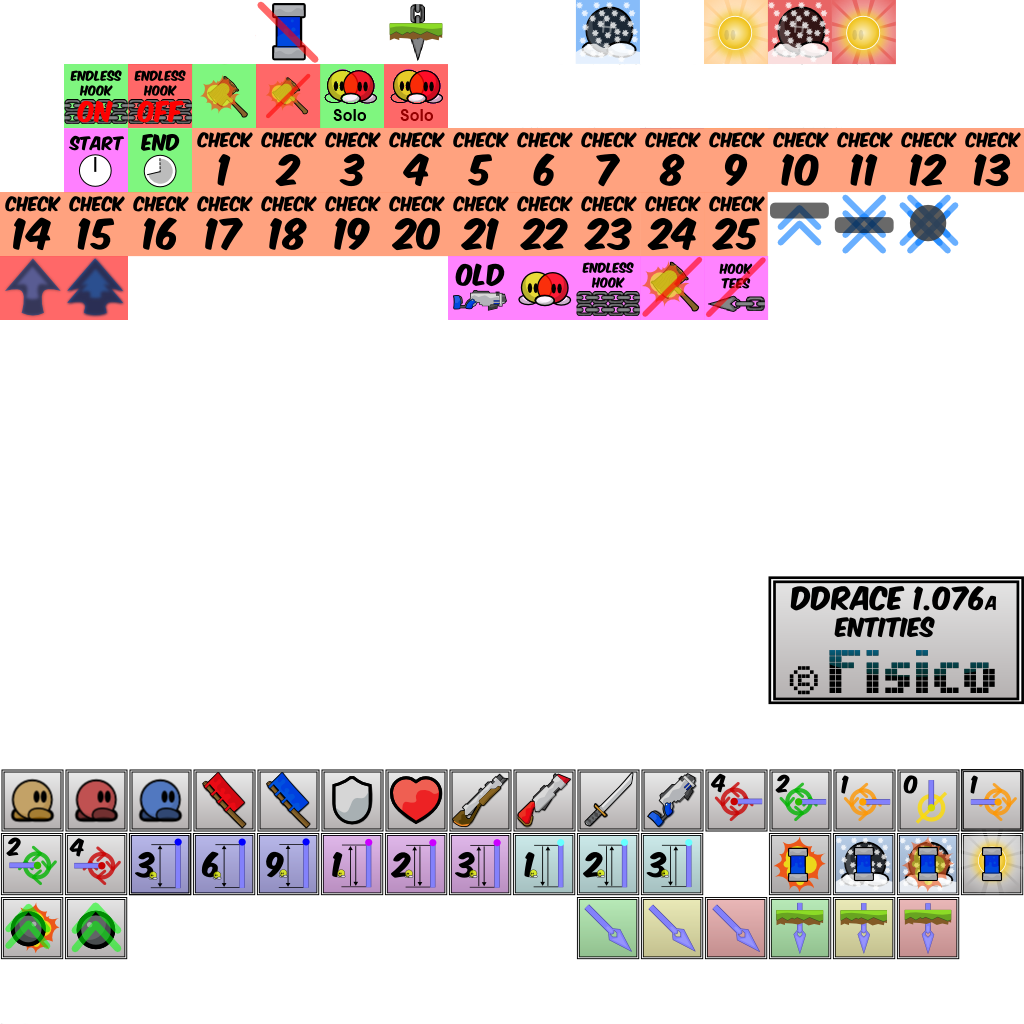 ENDLESS HOOK ON
ENDLESS HOOK OFF
Solo
Solo
START
END
CHECK 1
CHECK 2
CHECK 3
CHECK 4
CHECK 5
CHECK 6
CHECK 7
CHECK 8
CHECK 9
CHECK 10
CHECK 11
CHECK 12
CHECK 13
CHECK 14
CHECK 15
CHECK 16
CHECK 17
CHECK 18
CHECK 19
CHECK 20
CHECK 21
CHECK 22
CHECK 23
CHECK 24
CHECK 25
OLD
ENDLESS HOOK
HOOK TEES
DDRACE 1.076A
ENTITIES
© Fisico
4 2 1 0 1
2 4 3 6 9 1 2 3 1 2 3